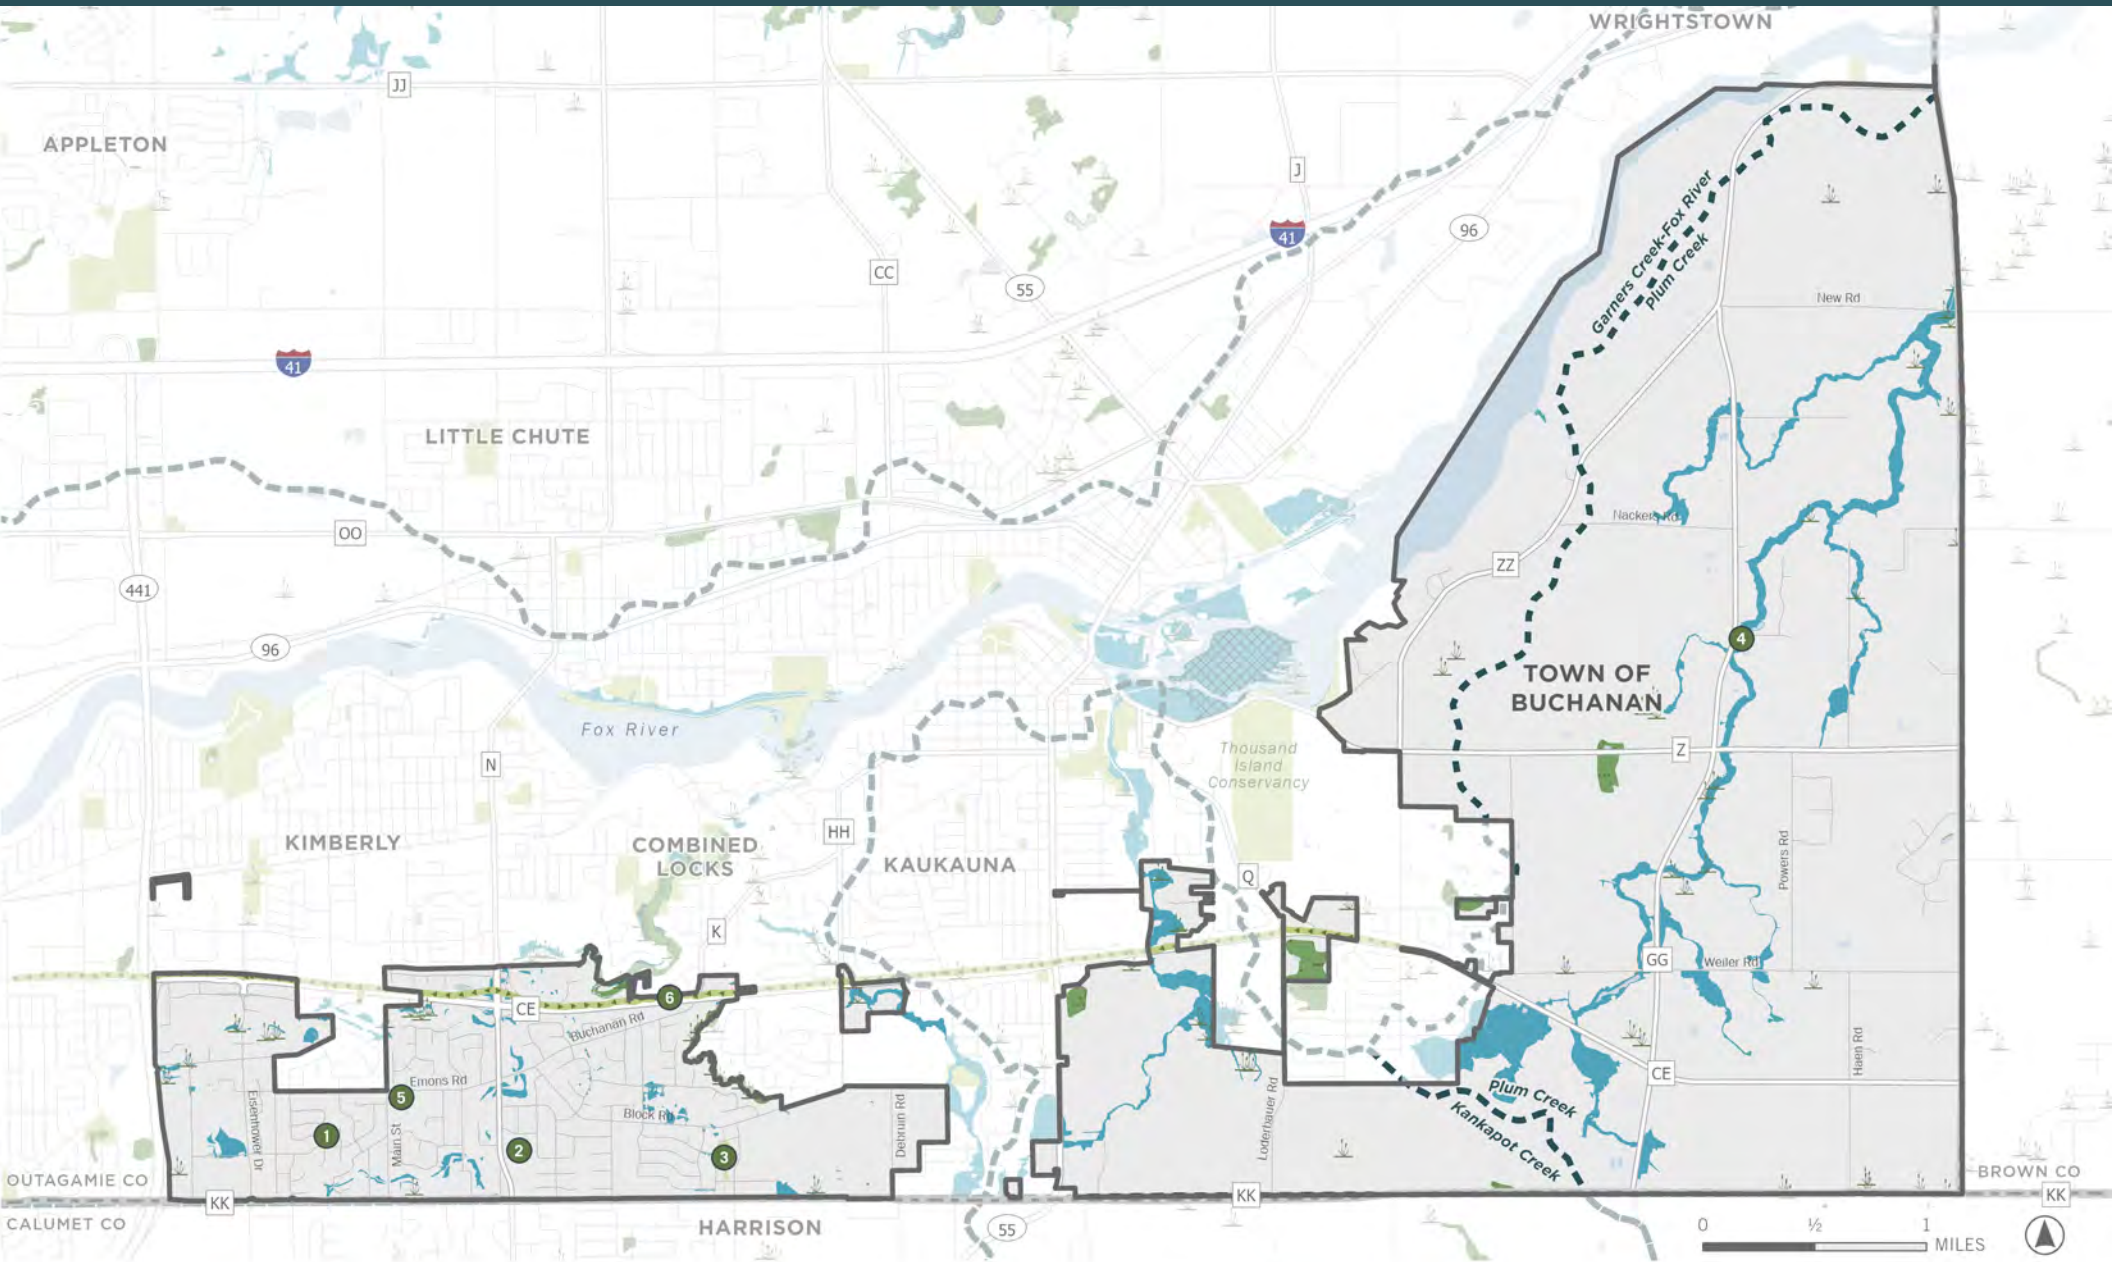 WRIGHTSTOWN
JJ
APPLETON
J
41
96
CC
55
Garners Creek-Fox River
Plum Creek
New Rd
41
LITTLE CHUTE
OO
Nackers Rd
ZZ
441
96
4
TOWN OF
BUCHANAN
Fox River
Z
N
Thousand
Island
Conservancy
HH
KIMBERLY
COMBINED
LOCKS
KAUKAUNA
Q
Powers Rd
K
GG
Weiler Rd
6
CE
Buchanan Rd
Haen Rd
CE
Emons Rd
5
Eisenhower Dr
Main St
Block Rd
Debrun Rd
Loderbauer Rd
Plum Creek
Kankapot Creek
1
2
3
OUTAGAMIE CO
BROWN CO
KK
KK
KK
CALUMET CO
HARRISON
55
0
½
1
MILES